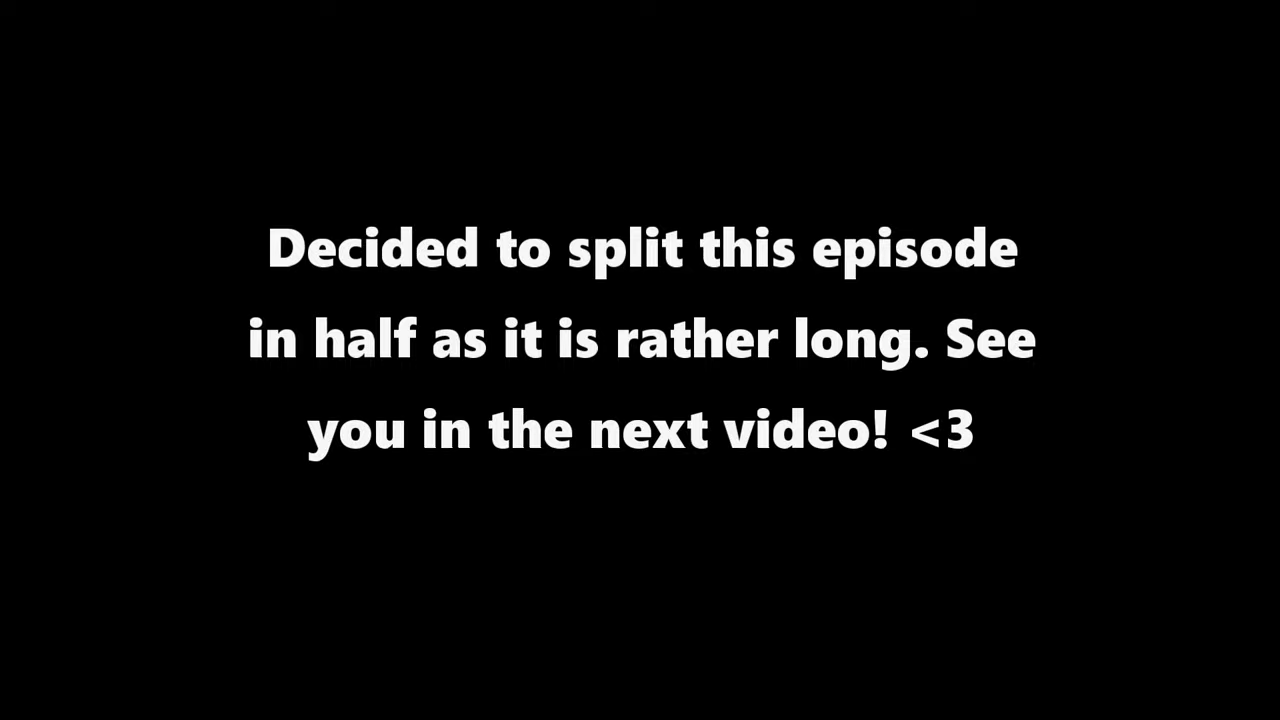 Decided to split this episode
in half as it is rather long. See
you in the next video! <3